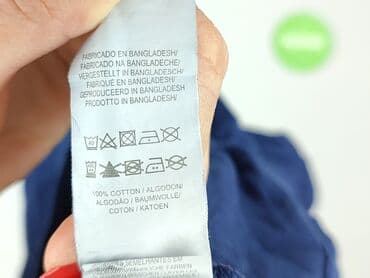 FABRICADO EN BANGLADESH/
FABRICADO NA BANGLADECHE/
HERGESTELLT IN BANGLADESCH/
FABRIQUÉ EN BANGLADESH/
GEPRODUCEERD IN BANGLADESH/
PRODOTTO IN BANGLADESH/
100% COTTON / ALGODON/
ALGODÃO / BAUMWOLLE/
COTON / KATOEN